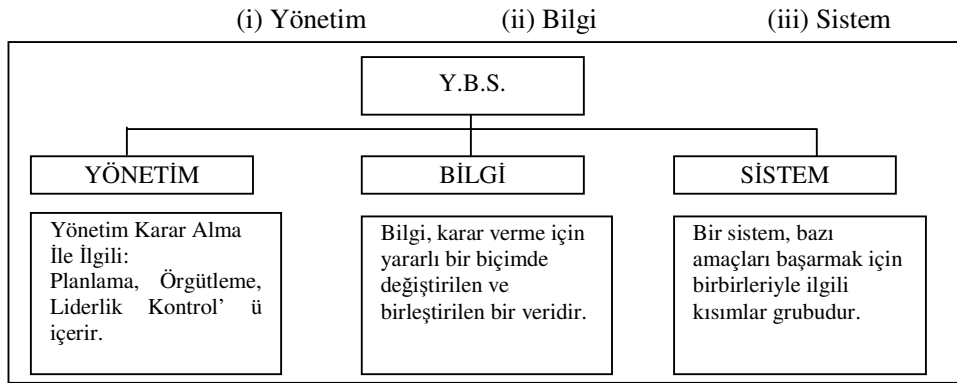 (i) Yönetim (ii) Bilgi (iii) Sistem
Y.B.S.
YÖNETİM
BİLGİ
SİSTEM
Yönetim Karar Alma
İle İlgili:
Planlama, Örgütleme,
Liderlik Kontrol’ ü
içerir.
Bilgi, karar verme için
yararlı bir biçimde
değiştirilen ve
birleştirilen bir veridir.
Bir sistem, bazı
amaçları başarmak için
birbirleriyle ilgili
kısımlar grubudur.